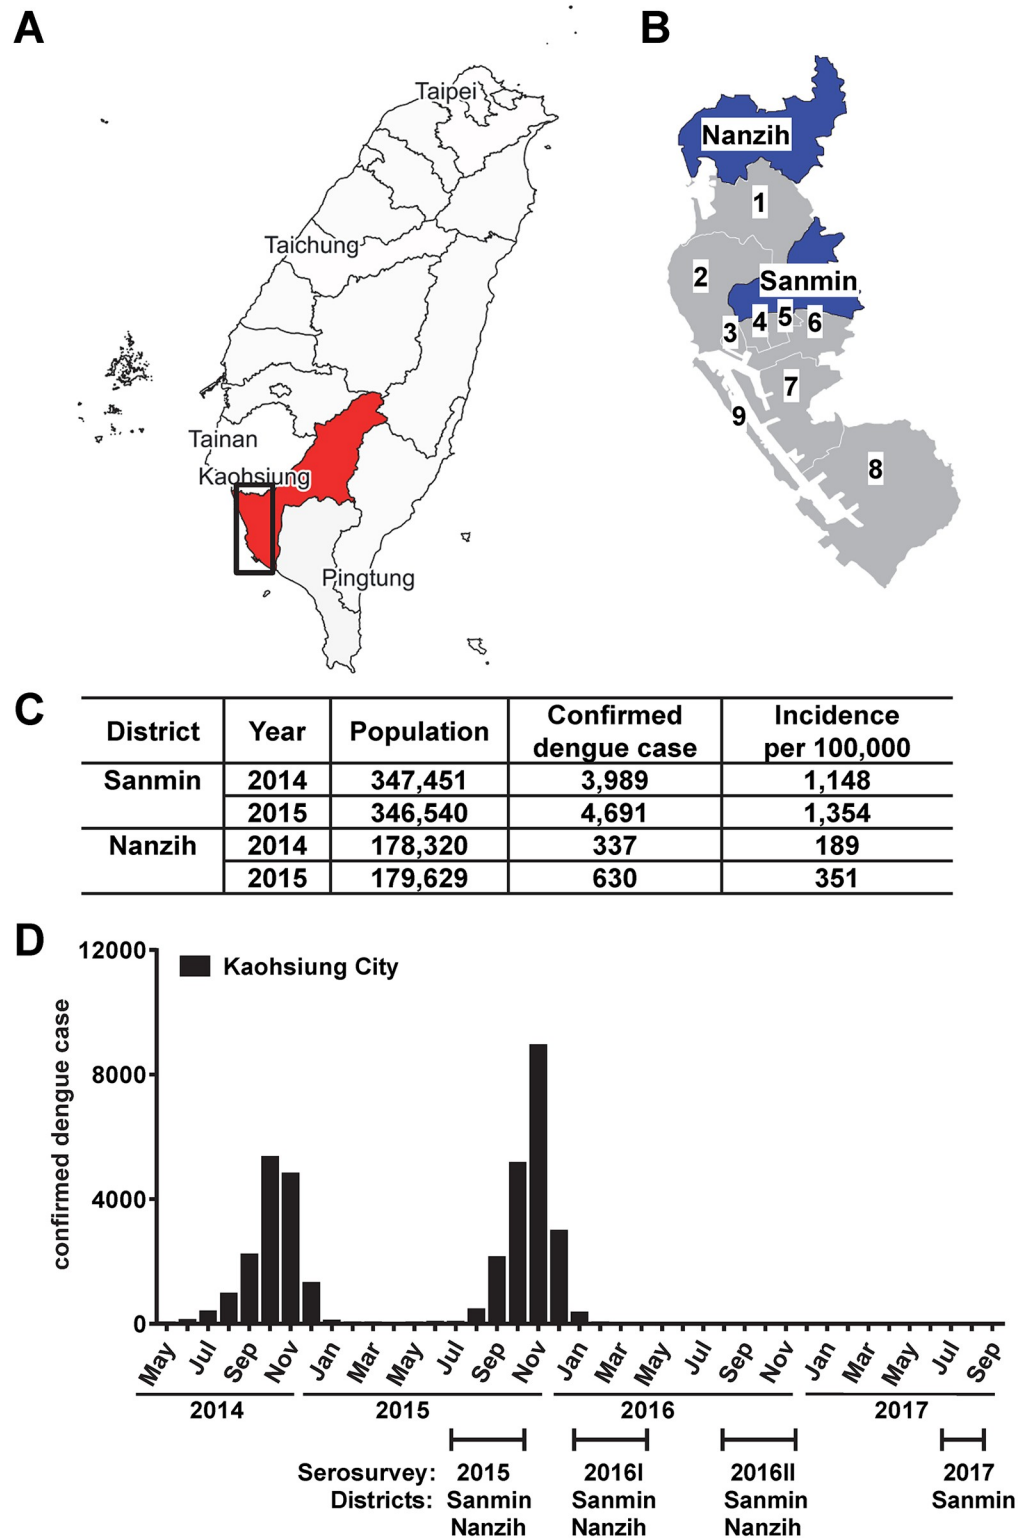 A
Taipei
Taichung
Tainan
Kaohsiung
Pingtung
B
Nanzih
1
2
Sanmin
3 4 5 6
7
9
8
C
District Year Population Confirmed dengue case Incidence per 100,000
Sanmin 2014 347,451 3,989 1,148
2015 346,540 4,691 1,354
Nanzih 2014 178,320 337 189
2015 179,629 630 351
D
Kaohsiung City
confirmed dengue case
12000
8000
4000
0
May Jul Sep Nov Jan Mar May Jul Sep Nov Jan Mar May Jul Sep Nov Jan Mar May Jul Sep
2014 2015 2016 2017
Serosurvey: 2015 2016I 2016II 2017
Districts: Sanmin Sanmin Sanmin Sanmin
Nanzih Nanzih Nanzih